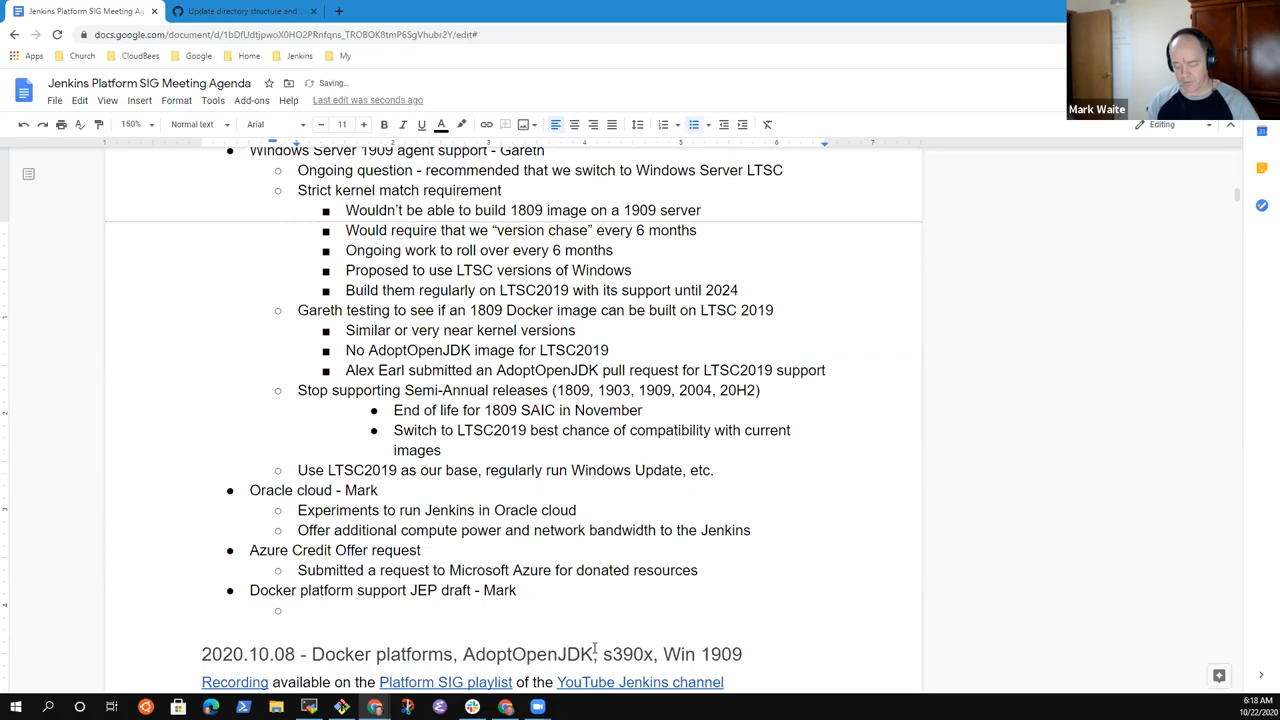 Jenkins Platform SIG Meeting Ag
Update directory structure and
docs.google.com/document/d/1bDfUdtjpwoX0HO2PRnfqns_TROBOK8tmP6SgVhubr2Y/edit#
Apps Church CloudBees Google Home Jenkins My
Mark Waite
Jenkins Platform SIG Meeting Agenda Saving...
File Edit View Insert Format Tools Add-ons Help Last edit was seconds ago
150% Normal text Arial 11 Editing
1 1 2 3 4 5 6 7
Windows Server 1909 agent support - Gareth
Ongoing question - recommended that we switch to Windows Server LTSC
Strict kernel match requirement
Wouldn't be able to build 1809 image on a 1909 server
Would require that we “version chase” every 6 months
Ongoing work to roll over every 6 months
Proposed to use LTSC versions of Windows
Build them regularly on LTSC2019 with its support until 2024
Gareth testing to see if an 1809 Docker image can be built on LTSC 2019
Similar or very near kernel versions
No AdoptOpenJDK image for LTSC2019
Alex Earl submitted an AdoptOpenJDK pull request for LTSC2019 support
Stop supporting Semi-Annual releases (1809, 1903, 1909, 2004, 20H2)
End of life for 1809 SAIC in November
Switch to LTSC2019 best chance of compatibility with current
images
Use LTSC2019 as our base, regularly run Windows Update, etc.
Oracle cloud - Mark
Experiments to run Jenkins in Oracle cloud
Offer additional compute power and network bandwidth to the Jenkins
Azure Credit Offer request
Submitted a request to Microsoft Azure for donated resources
Docker platform support JEP draft - Mark
2020.10.08 - Docker platforms, AdoptOpenJDK, s390x, Win 1909
Recording available on the Platform SIG playlist of the YouTube Jenkins channel
6:18 AM
10/22/2020